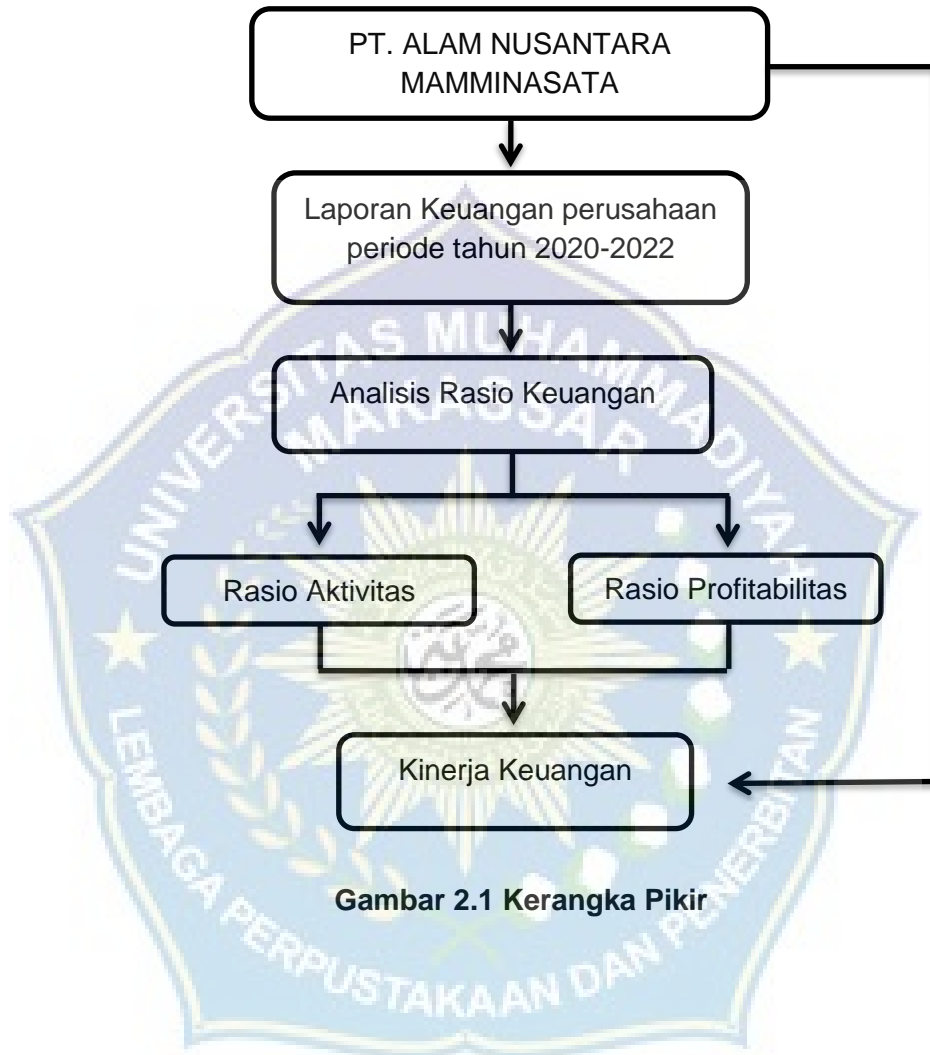 PT. ALAM NUSANTARA
MAMMINASATA
Laporan Keuangan perusahaan
periode tahun 2020-2022
Analisis Rasio Keuangan
Rasio Aktivitas
Rasio Profitabilitas
Kinerja Keuangan
Gambar 2.1 Kerangka Pikir
UNIVERSITAS MUHAMMADIYAH
MAKASSAR
LEMBAGA PERPUSTAKAAN DAN PENERBITAN